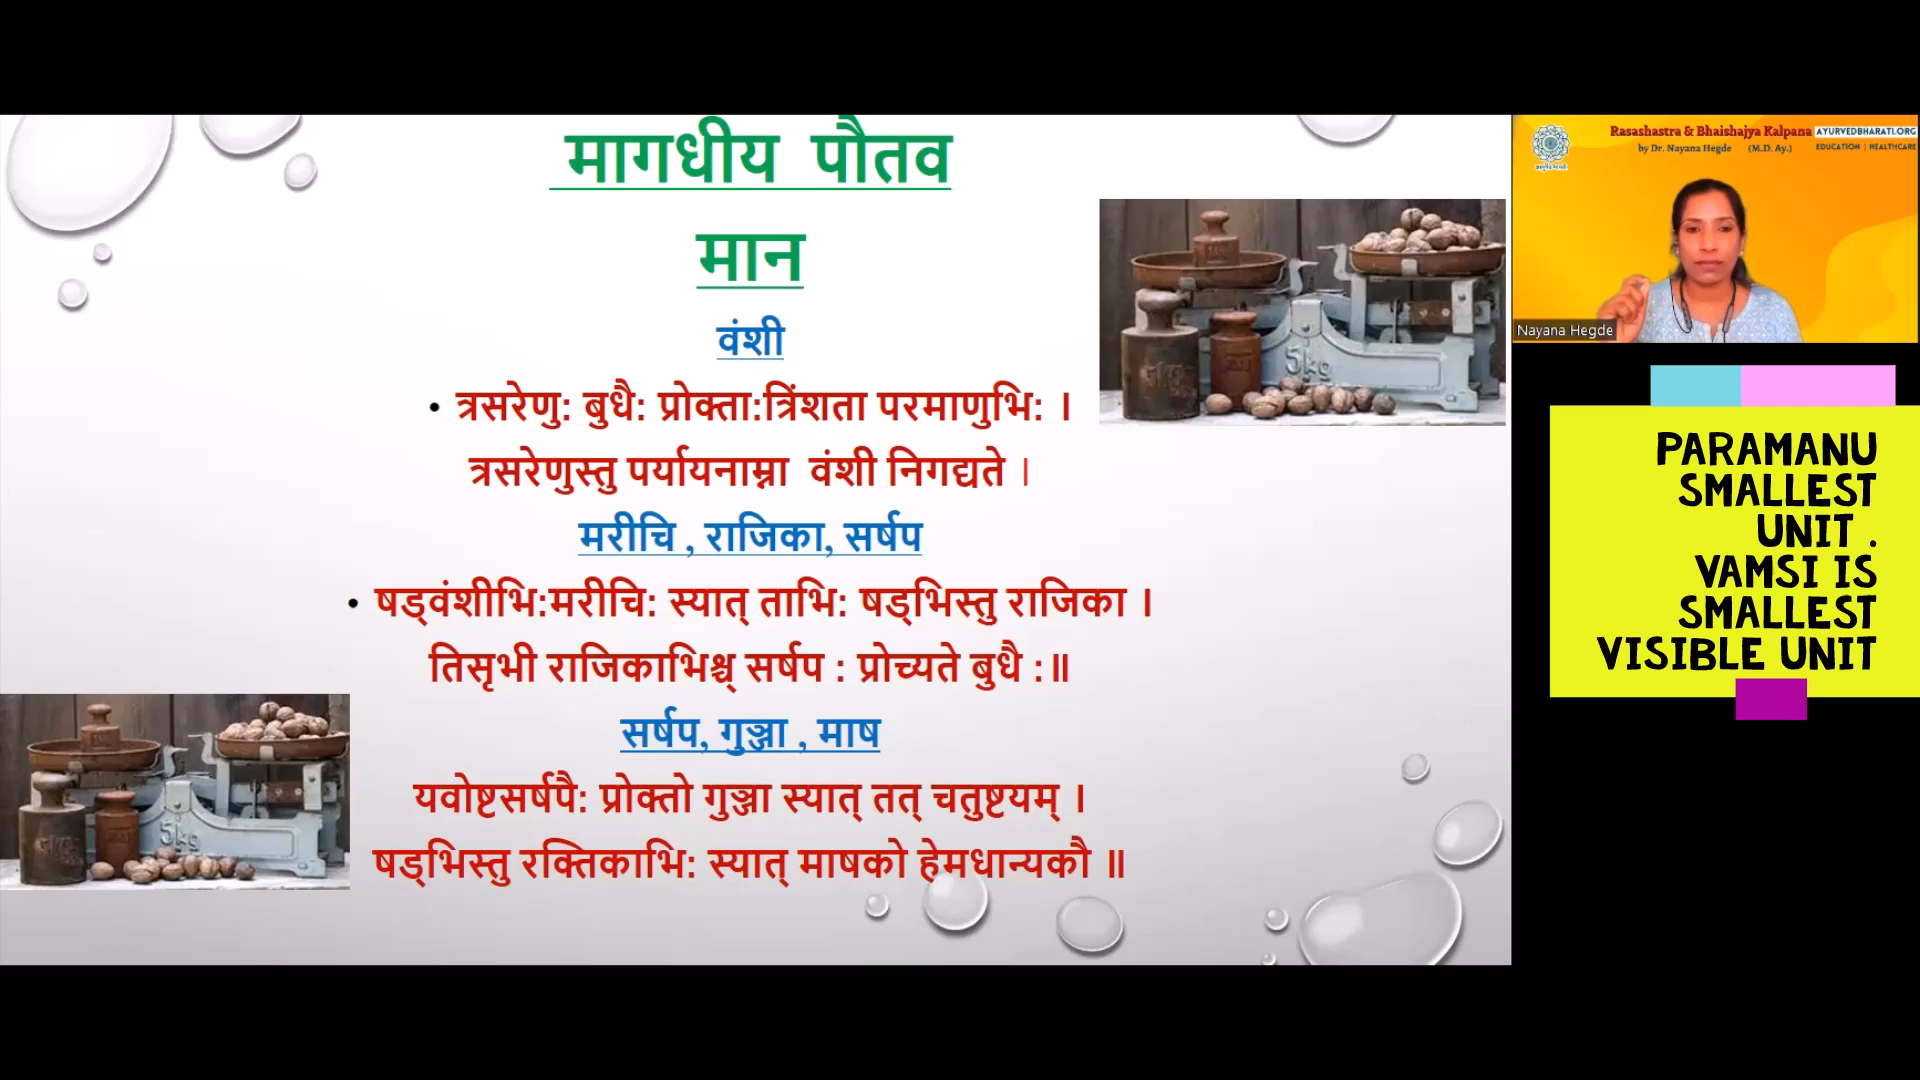 मागधीय पौतव
मान
वंशी
• त्रसरेणु: बुधै: प्रोक्ता:त्रिंशता परमाणुभि: ।
त्रसरेणुस्तु पर्यायनाम्ना वंशी निगद्यते |
मरीचि , राजिका, सर्षप
• षड्वंशीभि:मरीचि: स्यात् ताभि: षड्भिस्तु राजिका ।
तिसृभी राजिकाभिश्च् सर्षप : प्रोच्यते बुधै :॥
सर्षप, गुञ्जा , माष
यवोष्टसर्षपै: प्रोक्तो गुञ्जा स्यात् तत् चतुष्टयम् ।
षड्भिस्तु रक्तिकाभि: स्यात् माषको हेमधान्यकौ ॥
5kg
5kg
Rasashastra & Bhaishajya Kalpana
by Dr. Nayana Hegde (M.D. Ay.)
AYURVEDBHARATI.ORG
EDUCATION | HEALTHCARE
Nayana Hegde
PARAMANU
SMALLEST
UNIT .
VAMSI IS
SMALLEST
VISIBLE UNIT